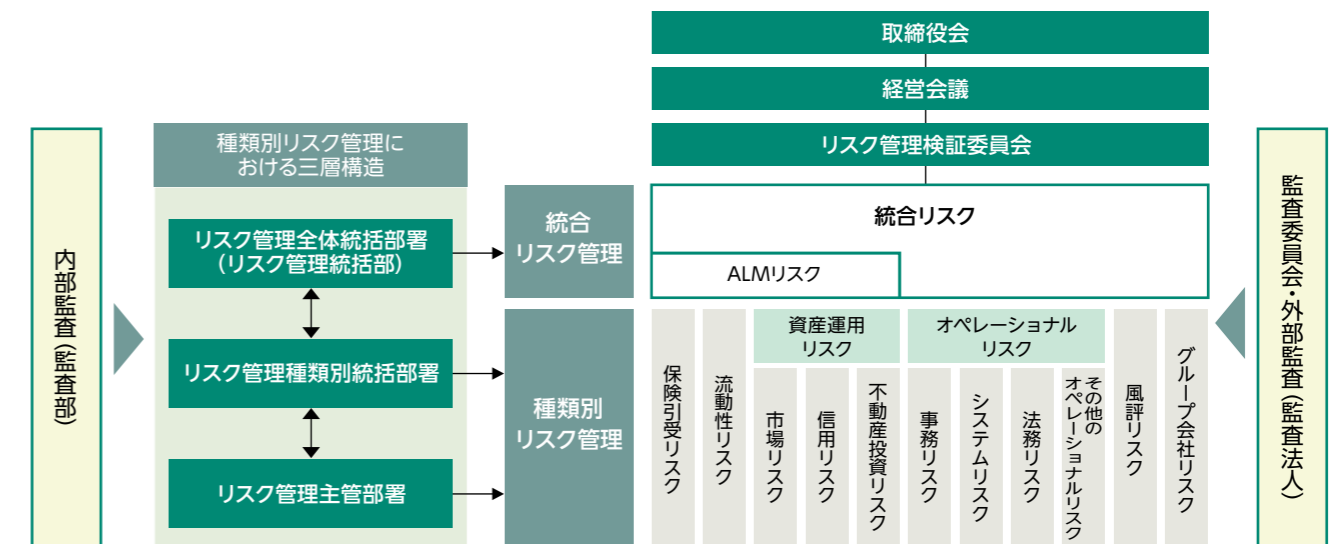 取締役会
経営会議
リスク管理検証委員会
内部監査（監査部）
種類別リスク管理に
おける三層構造
リスク管理全体統括部署
（リスク管理統括部）
リスク管理種類別統括部署
リスク管理主管部署
統合
リスク管理
種類別
リスク管理
統合リスク
ALMリスク
保険引受リスク
流動性リスク
資産運用
リスク
市場リスク
信用リスク
不動産投資リスク
オペレーショナル
リスク
事務リスク
システムリスク
法務リスク
その他の
オペレーショナルリスク
風評リスク
グループ会社リスク
監査委員会・外部監査（監査法人）